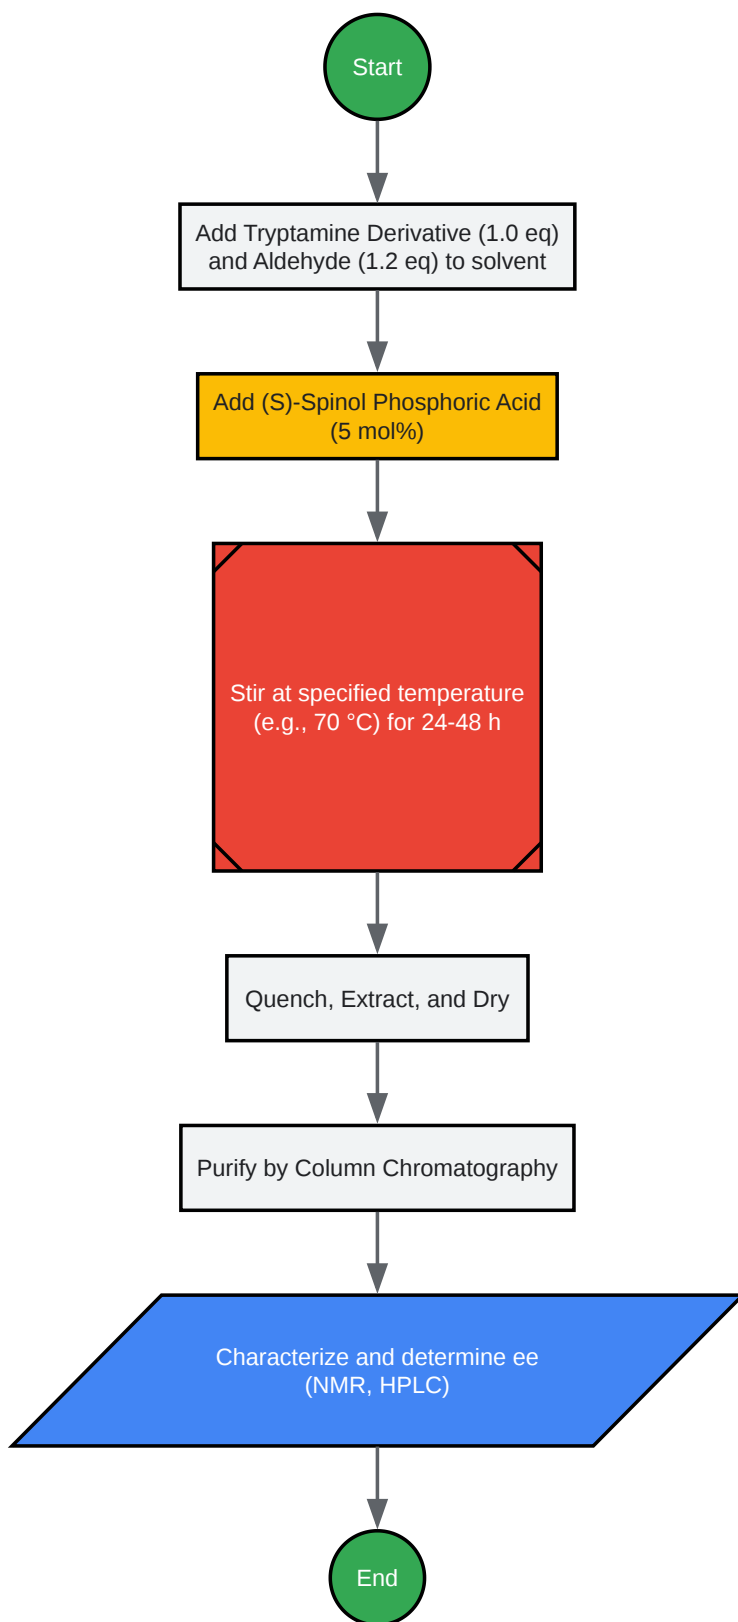 Start
Add Tryptamine Derivative (1.0 eq)
and Aldehyde (1.2 eq) to solvent
Add (S)-Spinol Phosphoric Acid
(5 mol%)
Stir at specified temperature
(e.g., 70 °C) for 24-48 h
Quench, Extract, and Dry
Purify by Column Chromatography
Characterize and determine ee
(NMR, HPLC)
End